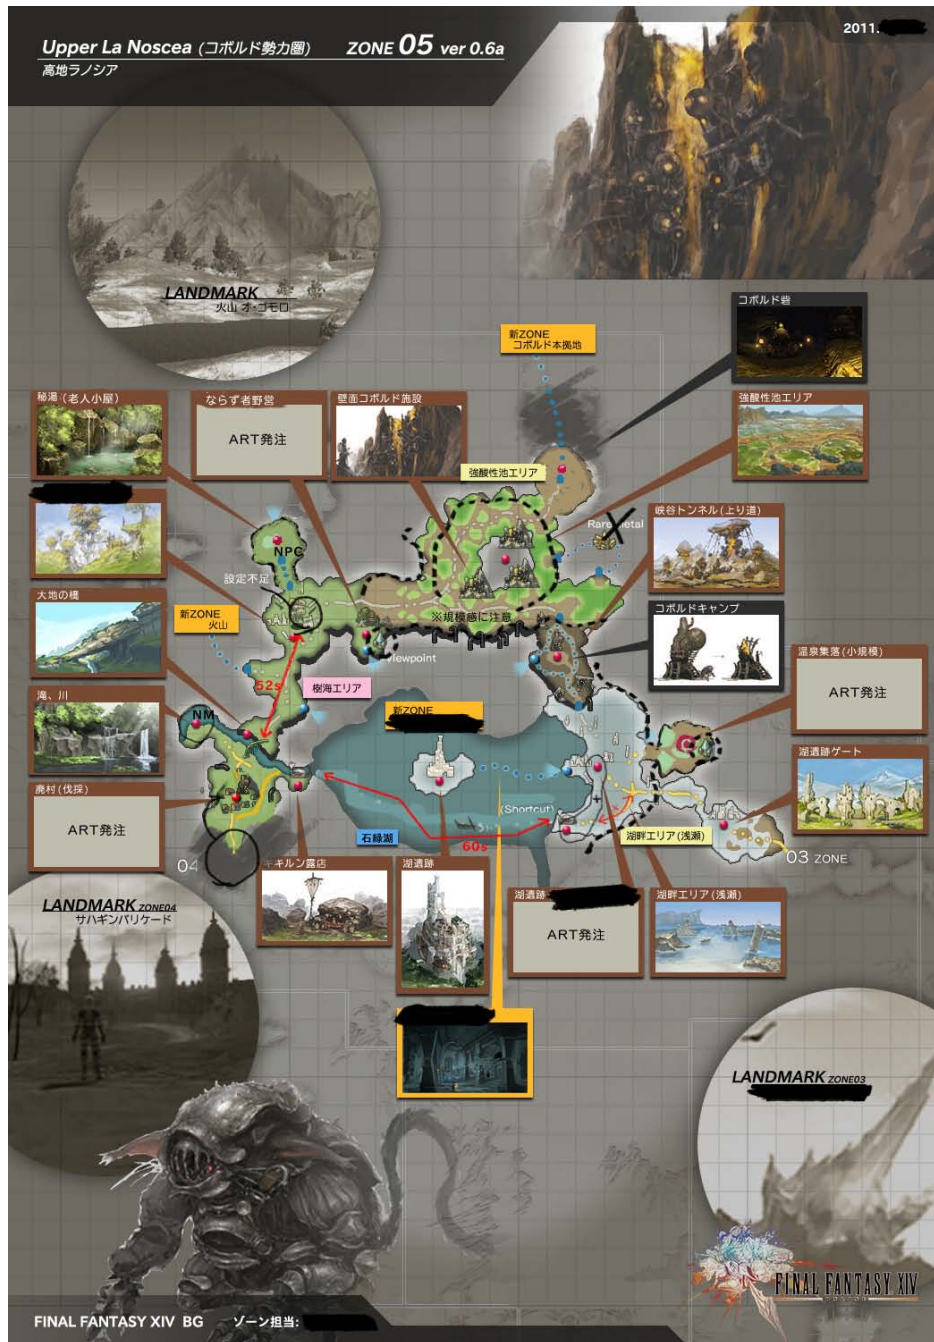 Upper La Noscea (コボルド勢力圏) ZONE 05 ver 0.6a
高地ラノシア
2011.
LANDMARK
火山 オ・ゴモロ
新ZONE
コボルド本拠地
コボルド砦
秘湯(老人小屋)
ならず者野営
ART発注
壁面コボルド施設
強酸性池エリア
強酸性池エリア
Rare Metal
峡谷トンネル(上り道)
NPC
設定不足
大地の橋
新ZONE
火山
※規模感に注意
コボルドキャンプ
Viewpoint
温泉集落(小規模)
ART発注
52s
樹海エリア
滝、川
NM
新ZONE
湖遺跡ゲート
廃村(伐採)
ART発注
(Shortcut)
石緑湖
60s
湖畔エリア(浅瀬)
03 ZONE
04
キキルン露店
湖遺跡
湖遺跡
ART発注
湖畔エリア(浅瀬)
LANDMARK ZONE04
サハギンバリケード
LANDMARK ZONE03
FINAL FANTASY XIV
FINAL FANTASY XIV BG ゾーン担当: